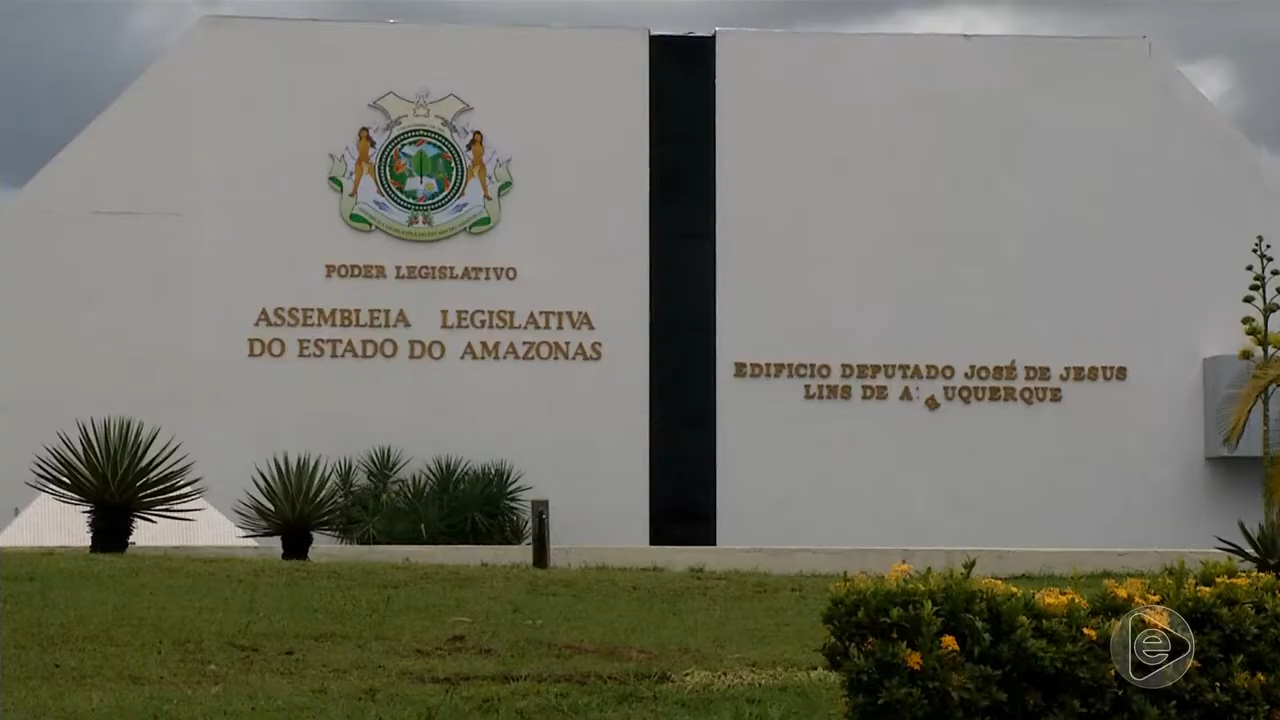 PODER LEGISLATIVO
ASSEMBLEIA LEGISLATIVA
DO ESTADO DO AMAZONAS
EDIFICIO DEPUTADO JOSÉ DE JESUS
LINS DE A UQUERQUE
e